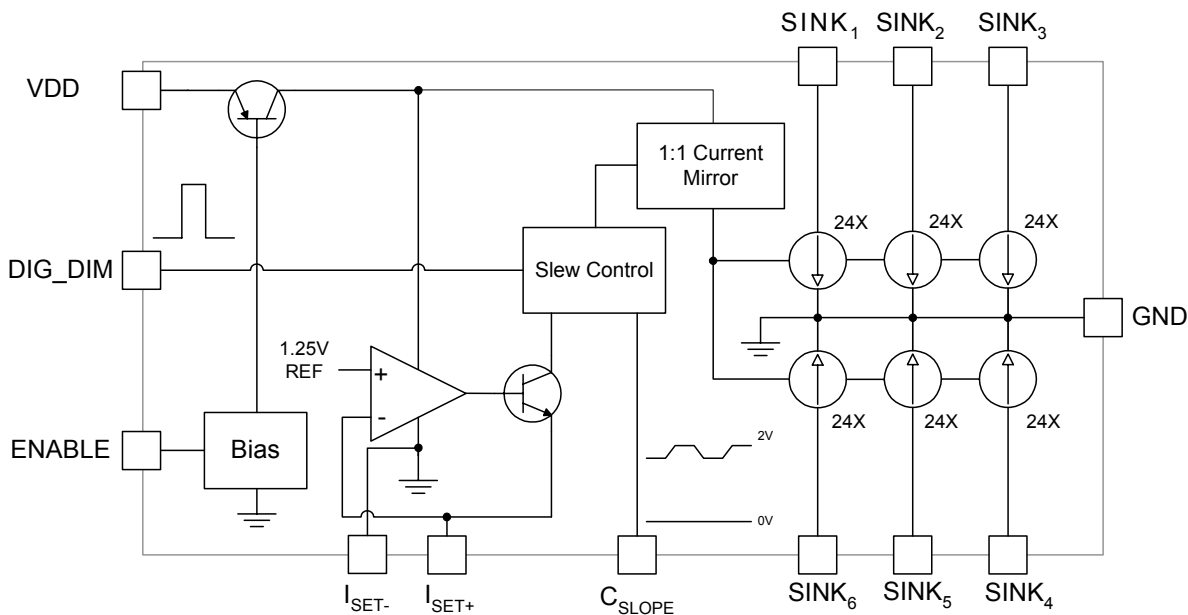 SINK1
SINK2
SINK3
VDD
1:1 Current
Mirror
24X
24X
24X
DIG_DIM
Slew Control
GND
1.25V
REF
+
-
24X
24X
24X
ENABLE
Bias
2V
0V
ISET-
ISET+
CSLOPE
SINK6
SINK5
SINK4